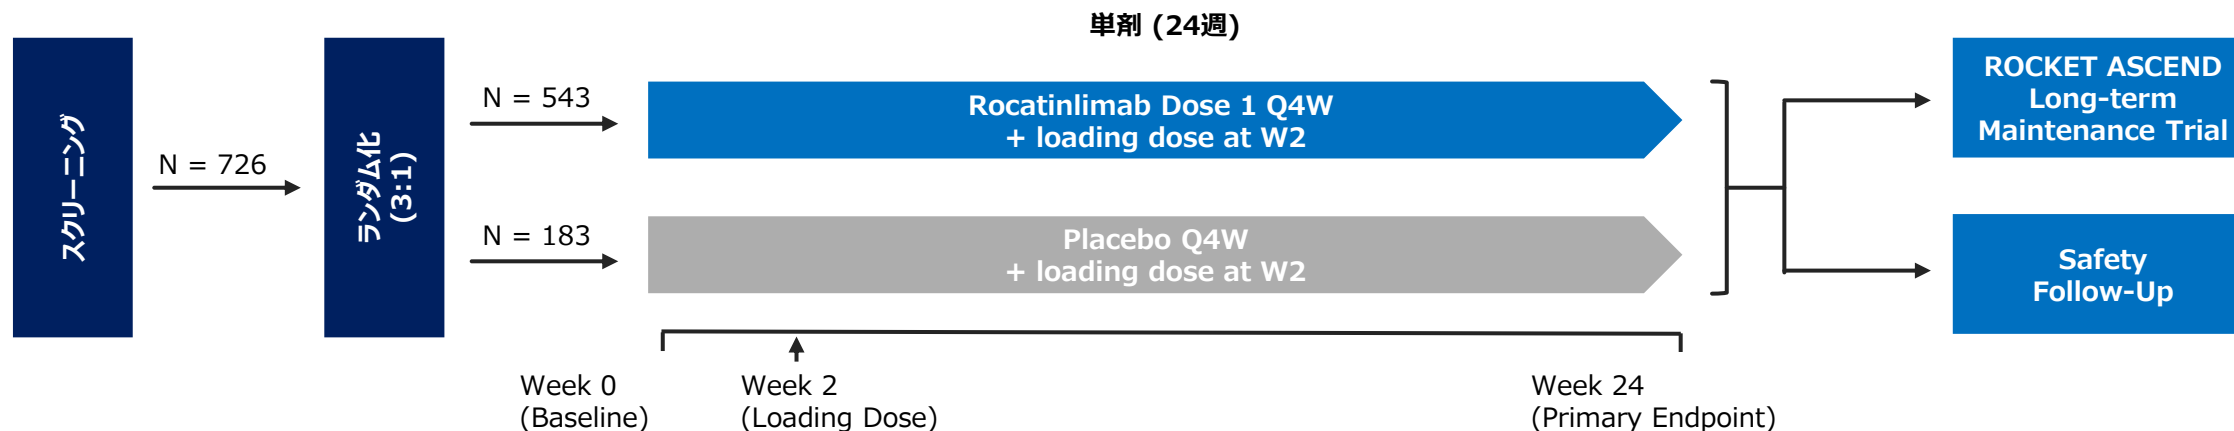 単剤 (24週)
スクリーニング
N = 726
ランダム化
(3:1)
N = 543
Rocatinlimab Dose 1 Q4W
+ loading dose at W2
N = 183
Placebo Q4W
+ loading dose at W2
Week 0
(Baseline)
Week 2
(Loading Dose)
Week 24
(Primary Endpoint)
ROCKET ASCEND
Long-term
Maintenance Trial
Safety
Follow-Up